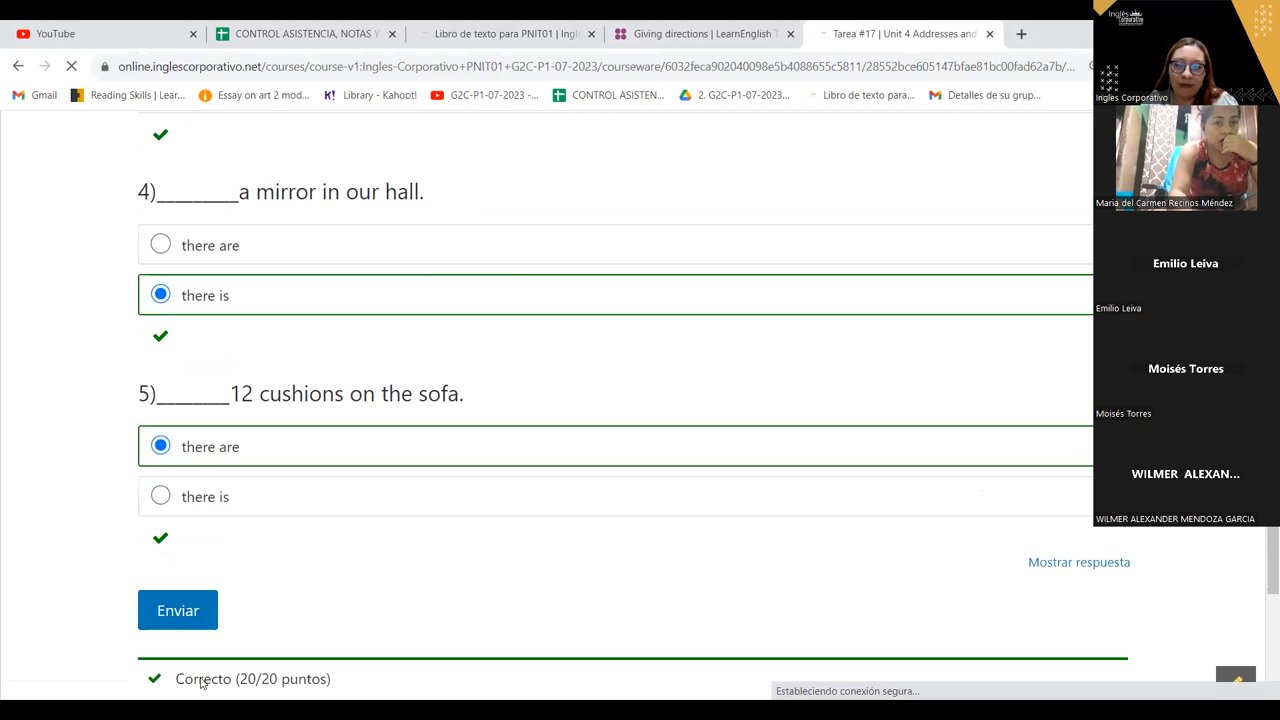 YouTube
CONTROL ASISTENCIA, NOTAS Y
Libro de texto para PNIT01 | Ingl
Giving directions | LearnEnglish T
Tarea #17 | Unit 4 Addresses and
online.inglescorporativo.net/courses/course-v1:Ingles-Corporativo+PNIT01+G2C-P1-07-2023/courseware/6032feca902040098e5b4088655c5811/28552bce605147bfae81bc00fad62a7b/...
Gmail
Reading Skills | Lear...
Essay on art 2 mod...
Library - Kap
G2C-P1-07-2023 -...
CONTROL ASISTEN...
2. G2C-P1-07-2023...
Libro de texto para...
Detalles de su grup...
4)_________a mirror in our hall.
there are
there is
5)________12 cushions on the sofa.
there are
there is
Mostrar respuesta
Enviar
Correcto (20/20 puntos)
Estableciendo conexión segura...
Inglés
Corporativo
Ingles Corporativo
Maria del Carmen Recinos Méndez
Emilio Leiva
Emilio Leiva
Moisés Torres
Moisés Torres
WILMER ALEXAN...
WILMER ALEXANDER MENDOZA GARCIA